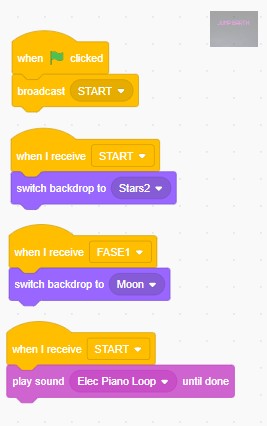 when clicked
broadcast START
when I receive START
switch backdrop to Stars2
when I receive FASE1
switch backdrop to Moon
when I receive START
play sound Elec Piano Loop until done